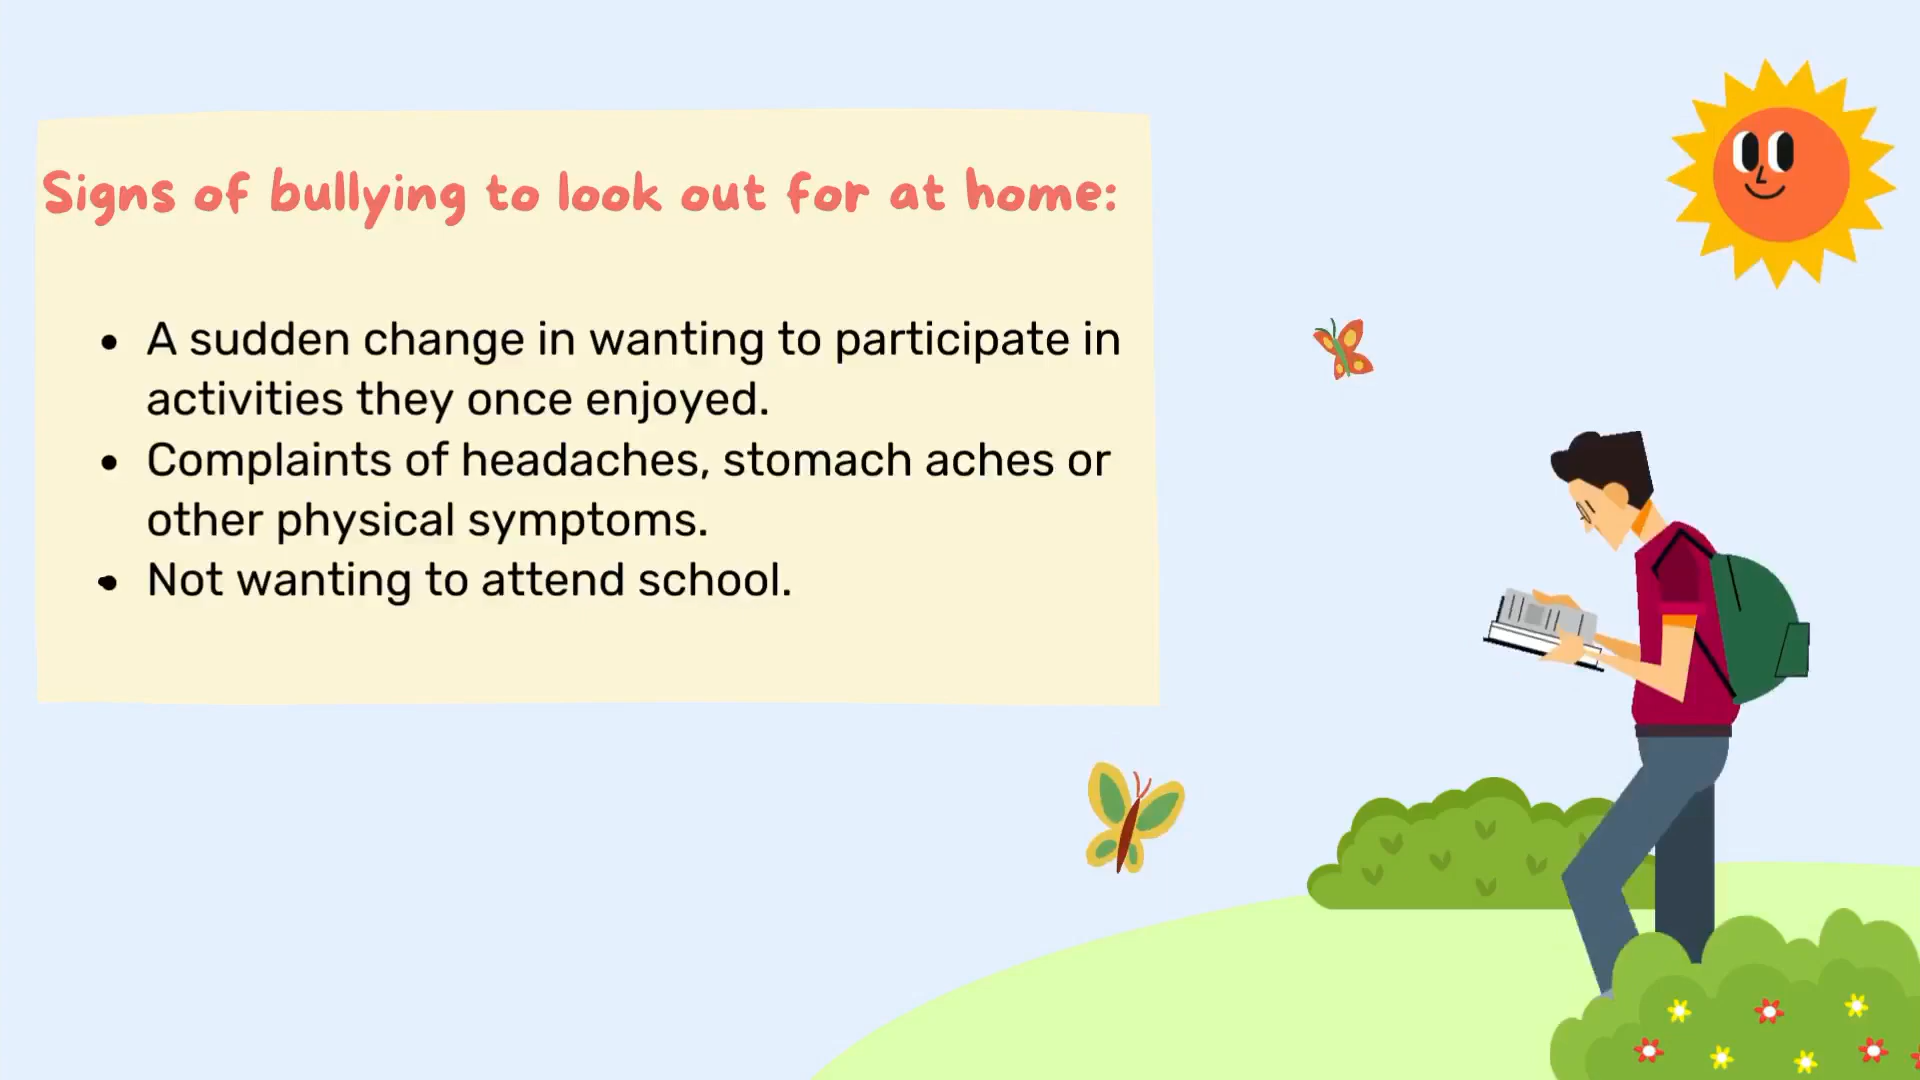 Signs of bullying to look out for at home:
• A sudden change in wanting to participate in
activities they once enjoyed.
• Complaints of headaches, stomach aches or
other physical symptoms.
• Not wanting to attend school.